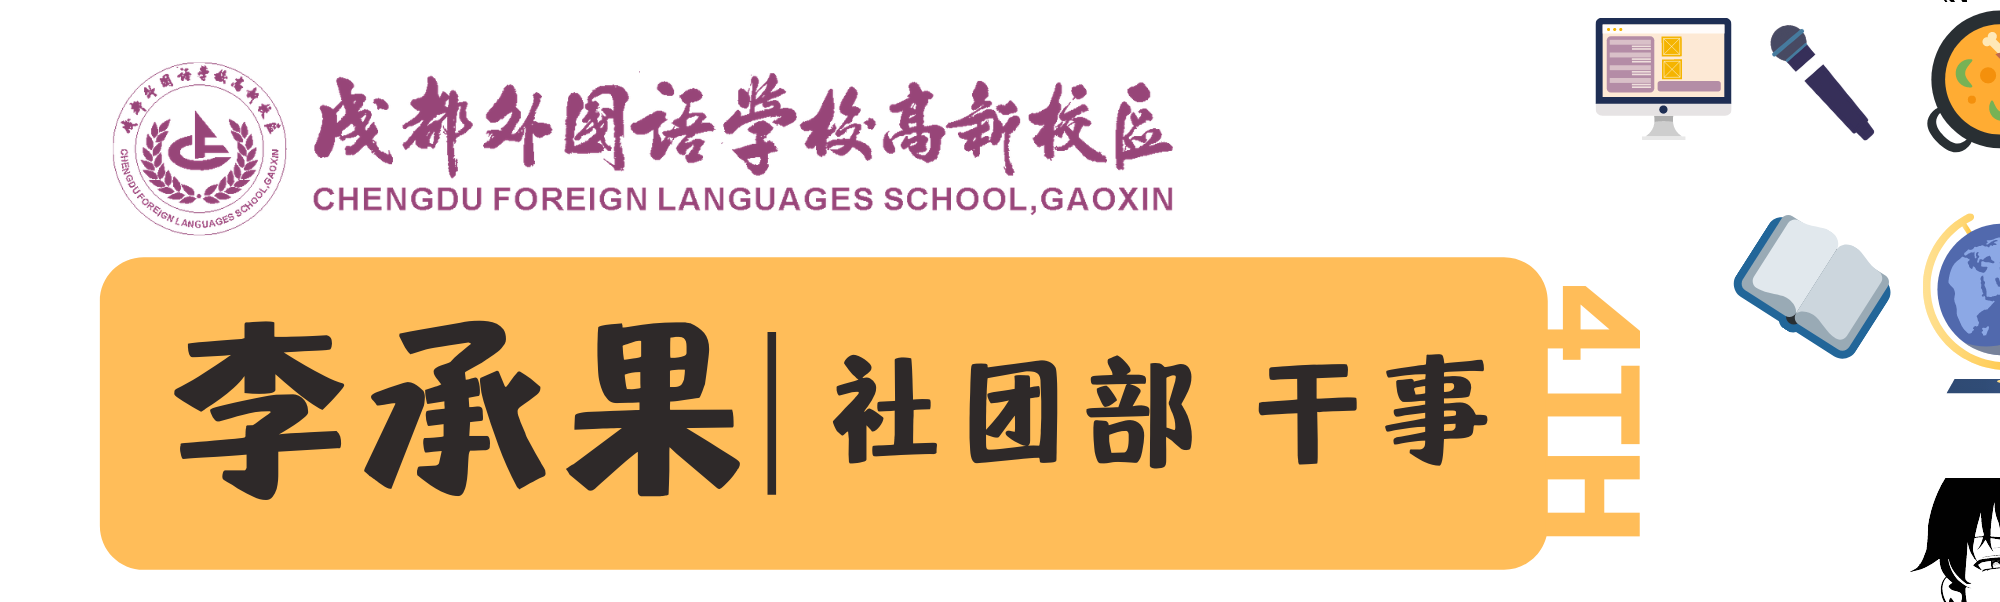 成都外国语学校高新校区
CHENGDU FOREIGN LANGUAGES SCHOOL,GAOXIN
成都外国语学校高新校区
CHENGDU FOREIGN LANGUAGES SCHOOL,GAOXIN
李承果|社团部 干事
4TH